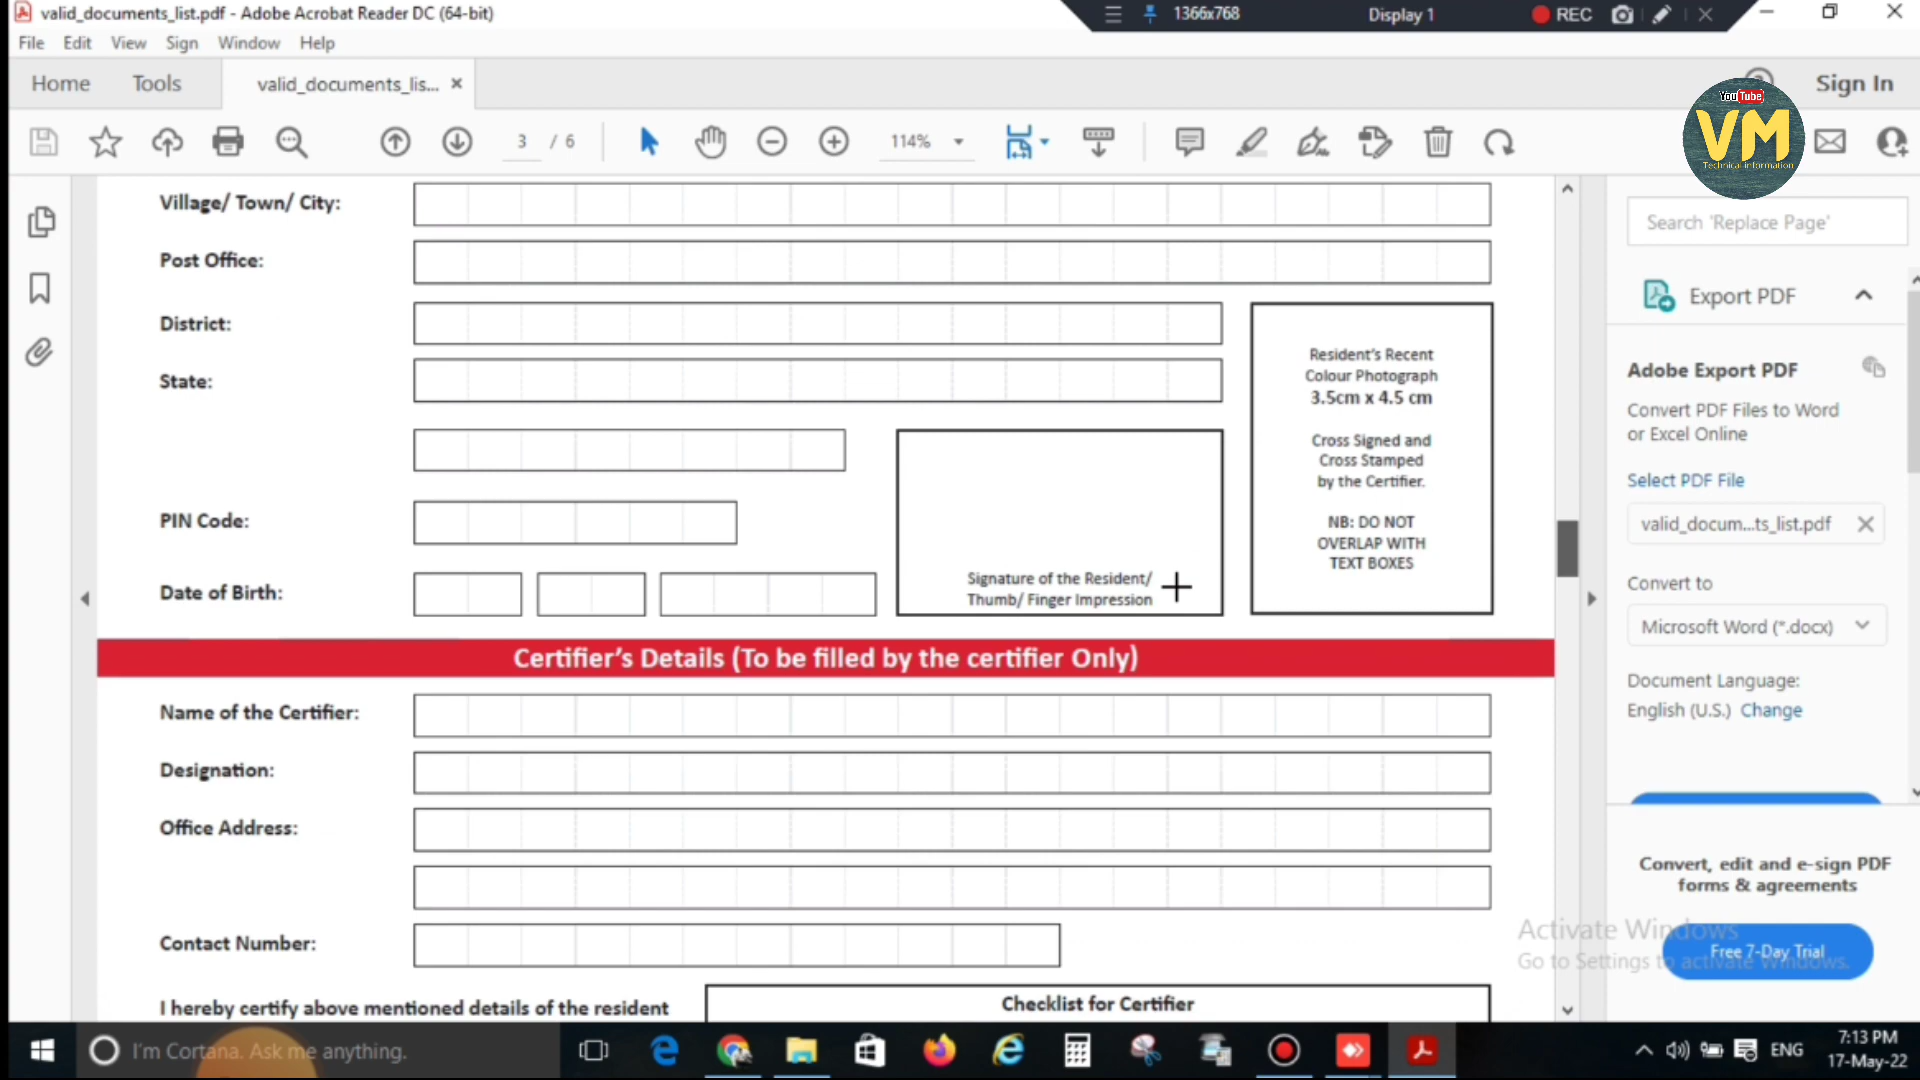 valid_documents_list.pdf - Adobe Acrobat Reader DC (64-bit)
1366x768
Display 1
REC
File Edit View Sign Window Help
Home Tools valid_documents_lis...
Sign In
YouTube
VM
Technical information
3 / 6
114%
Search 'Replace Page'
Export PDF
Adobe Export PDF
Convert PDF Files to Word
or Excel Online
Select PDF File
valid_docum...ts_list.pdf
Convert to
Microsoft Word (*.docx)
Document Language:
English (U.S.) Change
Convert, edit and e-sign PDF
forms & agreements
Free 7-Day Trial
Activate Windows
Go to Settings to activate Windows.
Village/ Town/ City:
Post Office:
District:
State:
PIN Code:
Date of Birth:
Signature of the Resident/
Thumb/ Finger Impression
Resident's Recent
Colour Photograph
3.5cm x 4.5 cm
Cross Signed and
Cross Stamped
by the Certifier.
NB: DO NOT
OVERLAP WITH
TEXT BOXES
Certifier's Details (To be filled by the certifier Only)
Name of the Certifier:
Designation:
Office Address:
Contact Number:
I hereby certify above mentioned details of the resident
Checklist for Certifier
I'm Cortana. Ask me anything.
ENG
7:13 PM
17-May-22